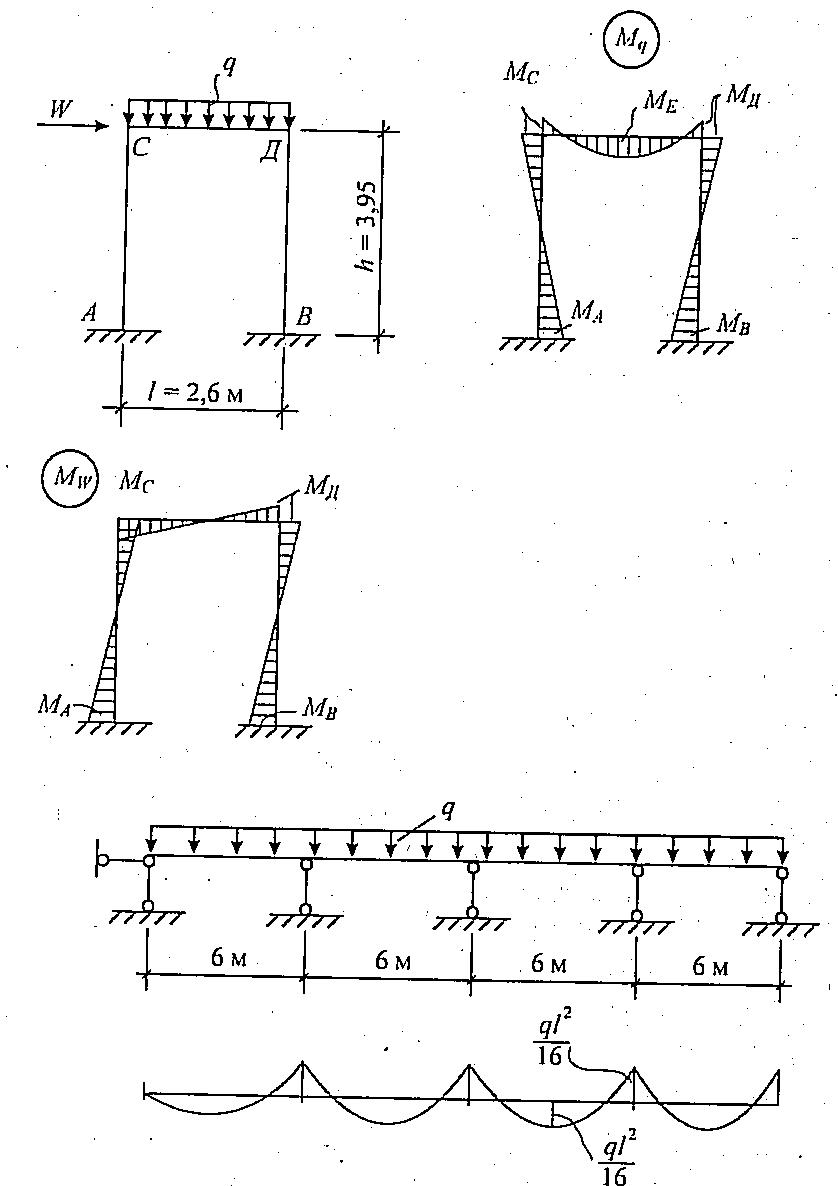 M_q
q
M_C
M_E
M_Д
W
С
Д
h = 3,95
A
B
M_A
M_B
l = 2,6 м
M_W
M_C
M_Д
M_A
M_B
q
6 м
6 м
6 м
6 м
ql²
16
ql²
16